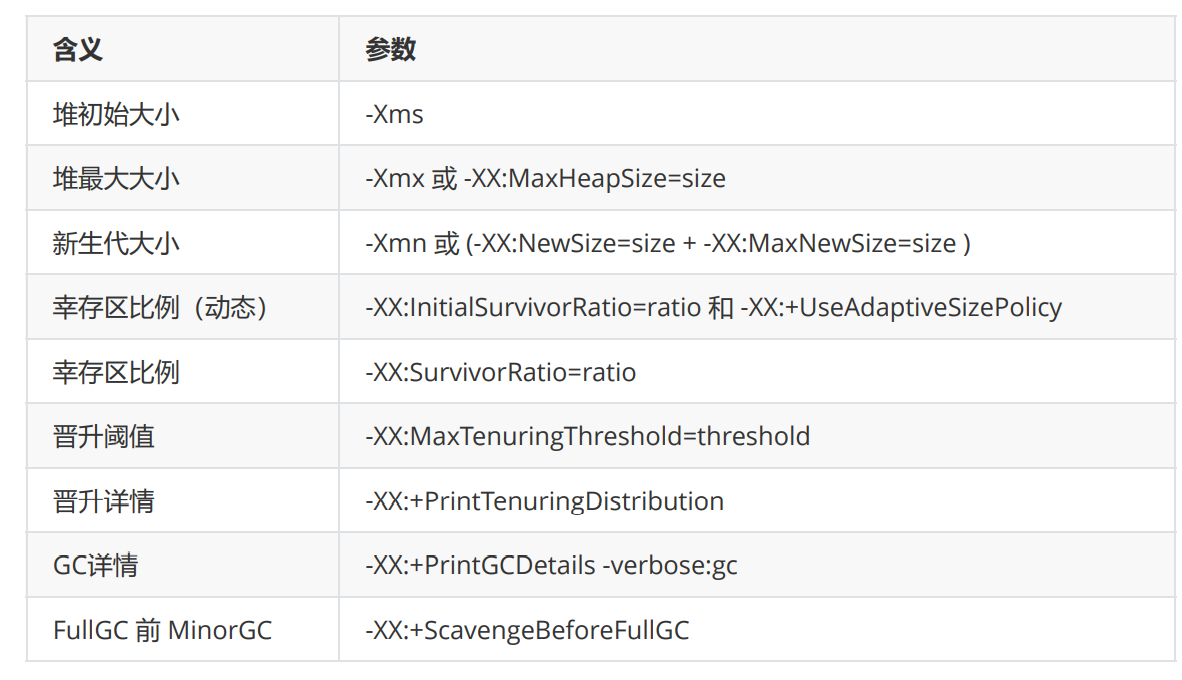 含义 参数
堆初始大小 -Xms
堆最大大小 -Xmx 或 -XX:MaxHeapSize=size
新生代大小 -Xmn 或 (-XX:NewSize=size + -XX:MaxNewSize=size )
幸存区比例（动态） -XX:InitialSurvivorRatio=ratio 和 -XX:+UseAdaptiveSizePolicy
幸存区比例 -XX:SurvivorRatio=ratio
晋升阈值 -XX:MaxTenuringThreshold=threshold
晋升详情 -XX:+PrintTenuringDistribution
GC详情 -XX:+PrintGCDetails -verbose:gc
FullGC 前 MinorGC -XX:+ScavengeBeforeFullGC